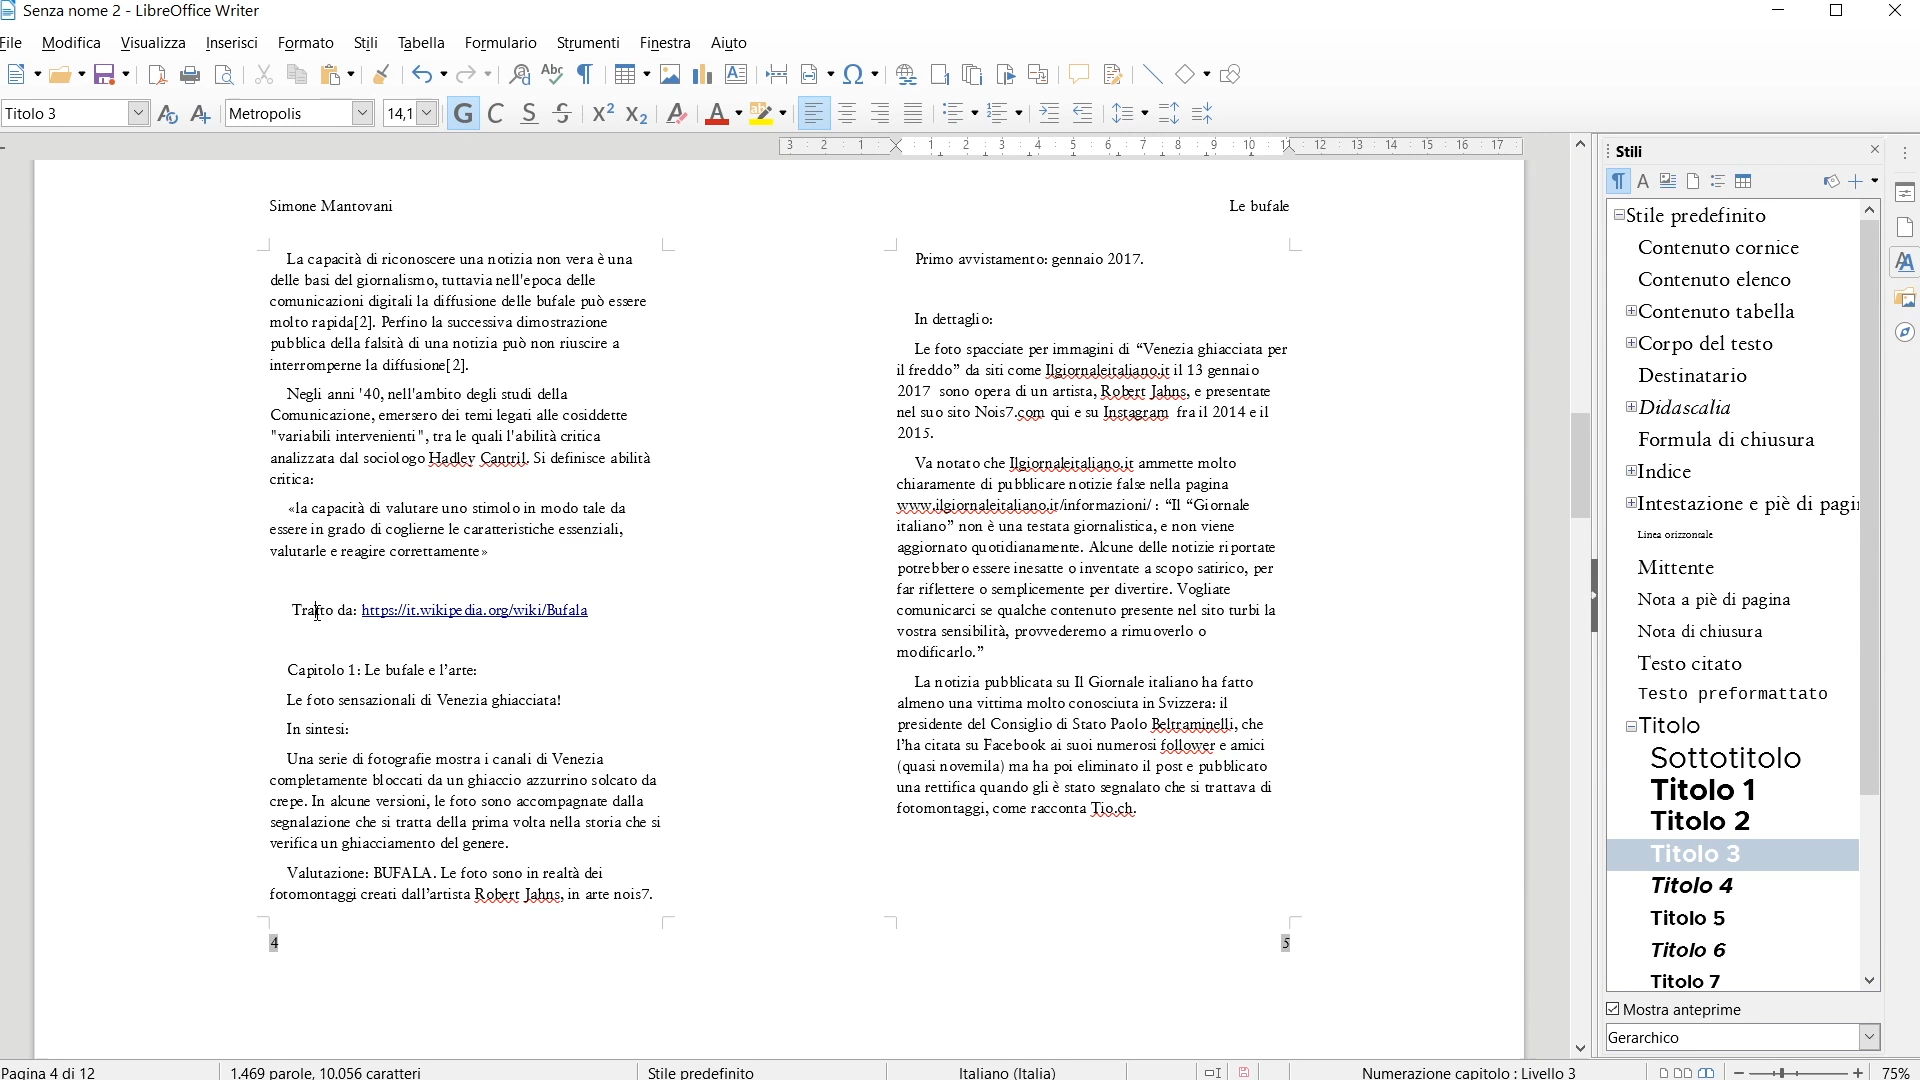 Senza nome 2 - LibreOffice Writer
File Modifica Visualizza Inserisci Formato Stili Tabella Formulario Strumenti Finestra Aiuto
Titolo 3 Metropolis 14,1 G C S S X² X₂ A A
3 2 1 1 2 3 4 5 6 7 8 9 10 11 12 13 14 15 16 17
Simone Mantovani
La capacità di riconoscere una notizia non vera è una
delle basi del giornalismo, tuttavia nell'epoca delle
comunicazioni digitali la diffusione delle bufale può essere
molto rapida[2]. Perfino la successiva dimostrazione
pubblica della falsità di una notizia può non riuscire a
interromperne la diffusione[2].
Negli anni '40, nell'ambito degli studi della
Comunicazione, emersero dei temi legati alle cosiddette
"variabili intervenienti", tra le quali l'abilità critica
analizzata dal sociologo Hadley Cantril. Si definisce abilità
critica:
«la capacità di valutare uno stimolo in modo tale da
essere in grado di coglierne le caratteristiche essenziali,
valutarle e reagire correttamente»
Tratto da: https://it.wikipedia.org/wiki/Bufala
Capitolo 1: Le bufale e l’arte:
Le foto sensazionali di Venezia ghiacciata!
In sintesi:
Una serie di fotografie mostra i canali di Venezia
completamente bloccati da un ghiaccio azzurrino solcato da
crepe. In alcune versioni, le foto sono accompagnate dalla
segnalazione che si tratta della prima volta nella storia che si
verifica un ghiacciamento del genere.
Valutazione: BUFALA. Le foto sono in realtà dei
fotomontaggi creati dall’artista Robert Jahns, in arte nois7.
4
Le bufale
Primo avvistamento: gennaio 2017.
In dettaglio:
Le foto spacciate per immagini di “Venezia ghiacciata per
il freddo” da siti come Ilgiornaleitaliano.it il 13 gennaio
2017 sono opera di un artista, Robert Jahns, e presentate
nel suo sito Nois7.com qui e su Instagram fra il 2014 e il
2015.
Va notato che Ilgiornaleitaliano.it ammette molto
chiaramente di pubblicare notizie false nella pagina
www.ilgiornaleitaliano.it/informazioni/ : “Il “Giornale
italiano” non è una testata giornalistica, e non viene
aggiornato quotidianamente. Alcune delle notizie riportate
potrebbero essere inesatte o inventate a scopo satirico, per
far riflettere o semplicemente per divertire. Vogliate
comunicarci se qualche contenuto presente nel sito turbi la
vostra sensibilità, provvederemo a rimuoverlo o
modificarlo.”
La notizia pubblicata su Il Giornale italiano ha fatto
almeno una vittima molto conosciuta in Svizzera: il
presidente del Consiglio di Stato Paolo Beltraminelli, che
l’ha citata su Facebook ai suoi numerosi follower e amici
(quasi novemila) ma ha poi eliminato il post e pubblicato
una rettifica quando gli è stato segnalato che si trattava di
fotomontaggi, come racconta Tio.ch.
5
Stili
Stile predefinito
Contenuto cornice
Contenuto elenco
Contenuto tabella
Corpo del testo
Destinatario
Didascalia
Formula di chiusura
Indice
Intestazione e piè di pagi
Linea orizzontale
Mittente
Nota a piè di pagina
Nota di chiusura
Testo citato
Testo preformattato
Titolo
Sottotitolo
Titolo 1
Titolo 2
Titolo 3
Titolo 4
Titolo 5
Titolo 6
Titolo 7
Mostra anteprime
Gerarchico
Pagina 4 di 12 1.469 parole, 10.056 caratteri Stile predefinito Italiano (Italia) Numerazione capitolo : Livello 3 75%